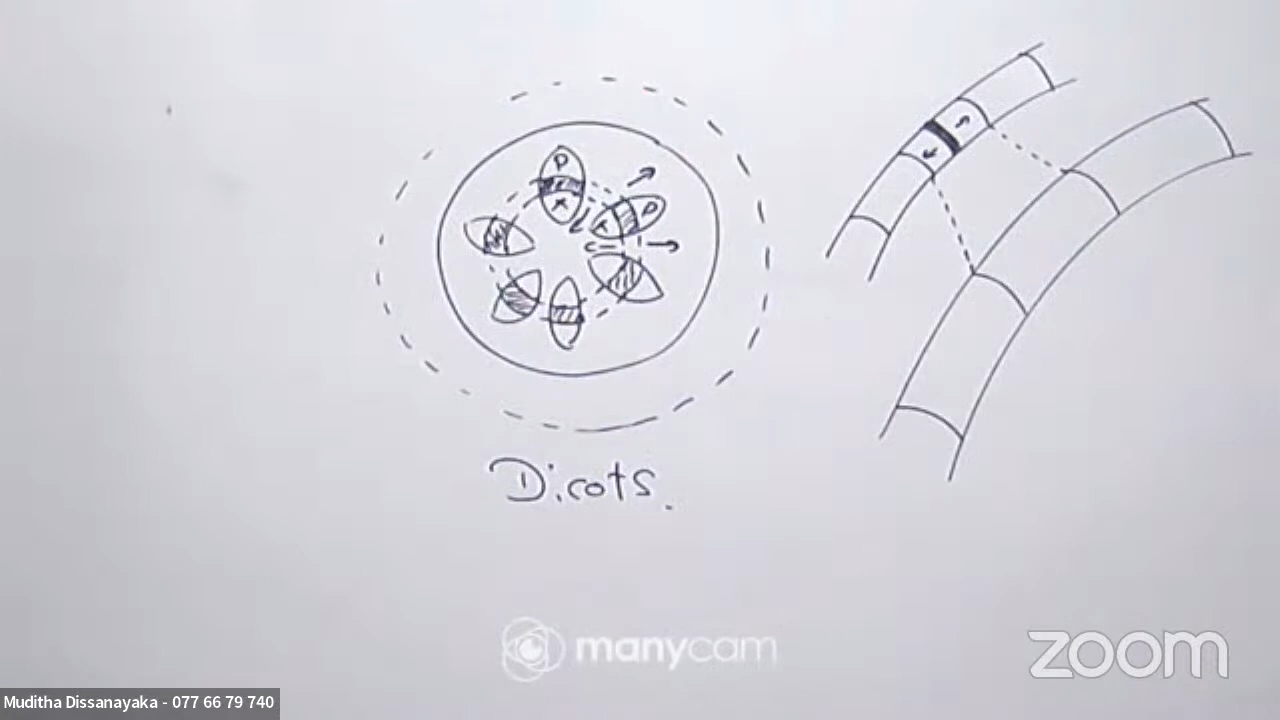 P
x
x P
Dicots.
manycam
zoom
Muditha Dissanayaka - 077 66 79 740